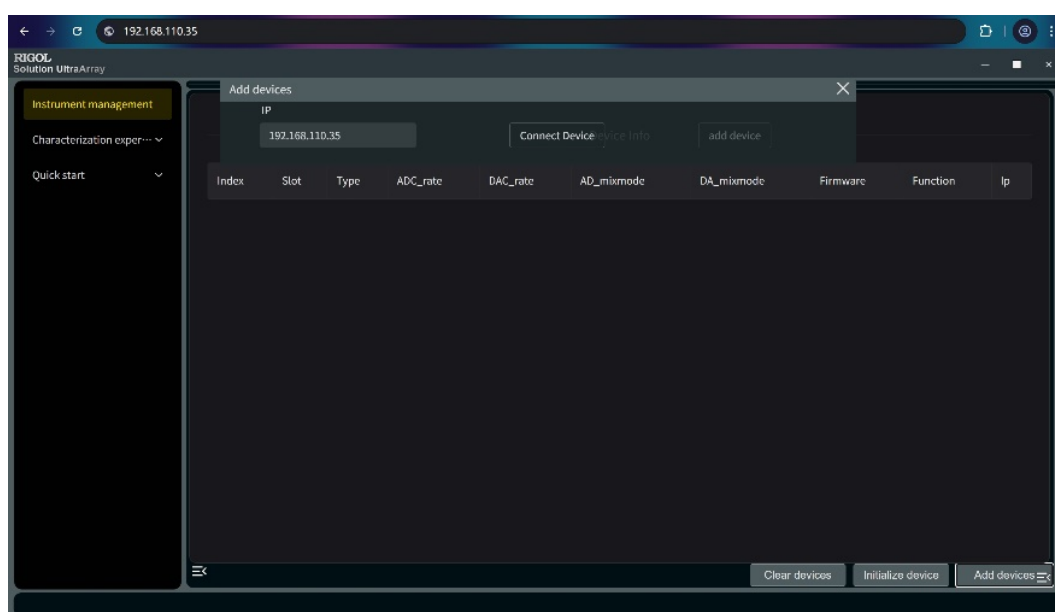 192.168.110.35
RIGOL
Solution UltraArray
Add devices
Instrument management
IP
Characterization exper···
192.168.110.35
Connect Device
evice Info
add device
Quick start
Index Slot Type ADC_rate DAC_rate AD_mixmode DA_mixmode Firmware Function Ip
Clear devices Initialize device Add devices